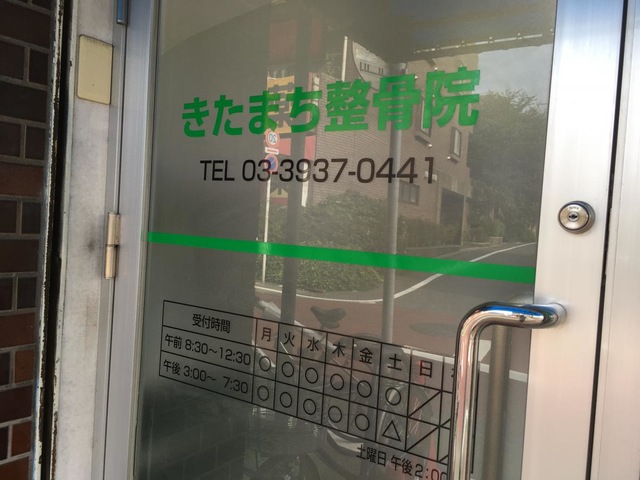 きたまち整骨院
TEL 03-3937-0441
受付時間 月 火 水 木 金 土 日
午前 8:30～12:30 ○ ○ ○ ○ ○ ○ ／
午後 3:00～ 7:30 ○ ○ ○ ○ ○ △ ／
土曜日 午後2:00